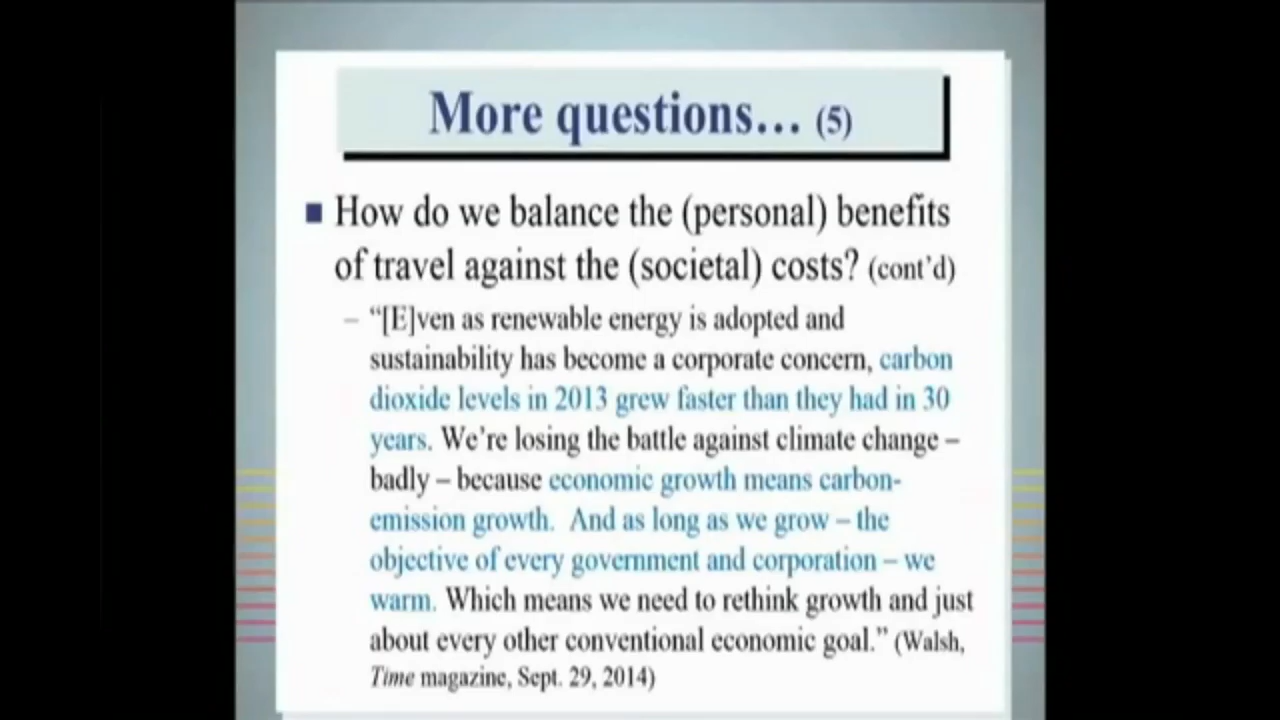 More questions… (5)
■ How do we balance the (personal) benefits
of travel against the (societal) costs? (cont’d)
– “[E]ven as renewable energy is adopted and
sustainability has become a corporate concern, carbon
dioxide levels in 2013 grew faster than they had in 30
years. We’re losing the battle against climate change –
badly – because economic growth means carbon-
emission growth.  And as long as we grow – the
objective of every government and corporation – we
warm. Which means we need to rethink growth and just
about every other conventional economic goal.” (Walsh,
Time magazine, Sept. 29, 2014)